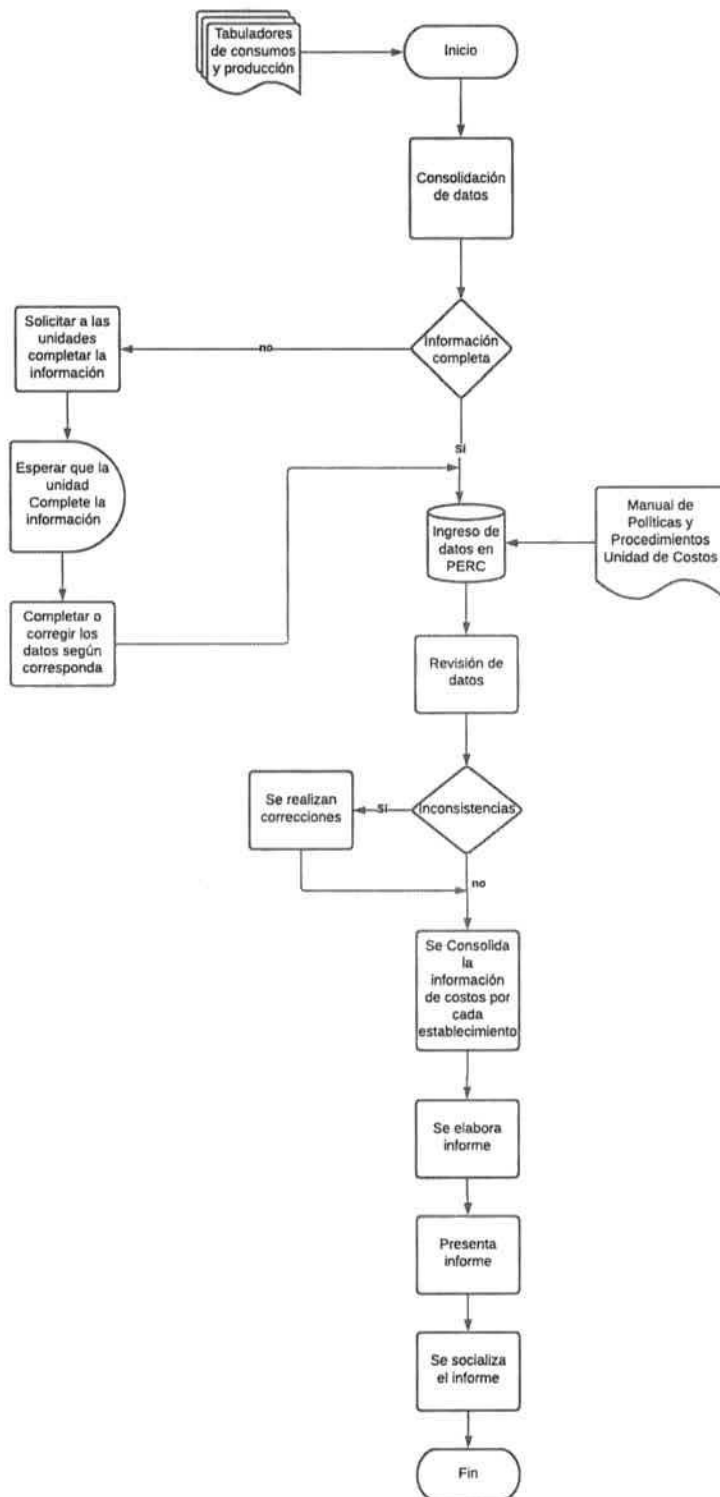 Tabuladores
de consumos
y producción
Inicio
Consolidación
de datos
Información
completa
no
Solicitar a las
unidades
completar la
información
Esperar que la
unidad
Complete la
información
Completar o
corregir los
datos según
corresponda
sí
Ingreso de
datos en
PERC
Manual de
Políticas y
Procedimientos
Unidad de Costos
Revisión de
datos
Inconsistencias
Si
Se realizan
correcciones
no
Se Consolida
la
información
de costos por
cada
establecimiento
Se elabora
informe
Presenta
informe
Se socializa
el informe
Fin